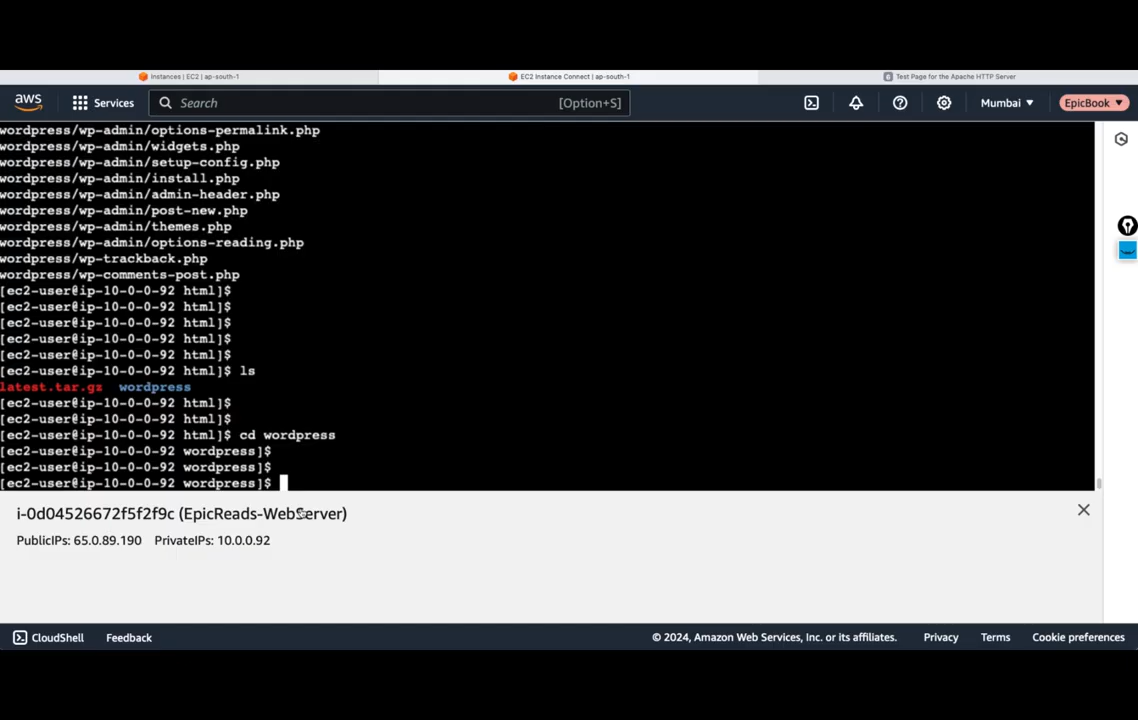 Instances | EC2 | ap-south-1
EC2 Instance Connect | ap-south-1
Test Page for the Apache HTTP Server
aws
Services
Search
[Option+S]
Mumbai
EpicBook
wordpress/wp-admin/options-permalink.php
wordpress/wp-admin/widgets.php
wordpress/wp-admin/setup-config.php
wordpress/wp-admin/install.php
wordpress/wp-admin/admin-header.php
wordpress/wp-admin/post-new.php
wordpress/wp-admin/themes.php
wordpress/wp-admin/options-reading.php
wordpress/wp-trackback.php
wordpress/wp-comments-post.php
[ec2-user@ip-10-0-0-92 html]$
[ec2-user@ip-10-0-0-92 html]$
[ec2-user@ip-10-0-0-92 html]$
[ec2-user@ip-10-0-0-92 html]$
[ec2-user@ip-10-0-0-92 html]$
[ec2-user@ip-10-0-0-92 html]$ ls
latest.tar.gz  wordpress
[ec2-user@ip-10-0-0-92 html]$
[ec2-user@ip-10-0-0-92 html]$
[ec2-user@ip-10-0-0-92 html]$ cd wordpress
[ec2-user@ip-10-0-0-92 wordpress]$
[ec2-user@ip-10-0-0-92 wordpress]$
[ec2-user@ip-10-0-0-92 wordpress]$
i-0d04526672f5f2f9c (EpicReads-WebServer)
PublicIPs: 65.0.89.190 PrivateIPs: 10.0.0.92
CloudShell
Feedback
© 2024, Amazon Web Services, Inc. or its affiliates.
Privacy
Terms
Cookie preferences